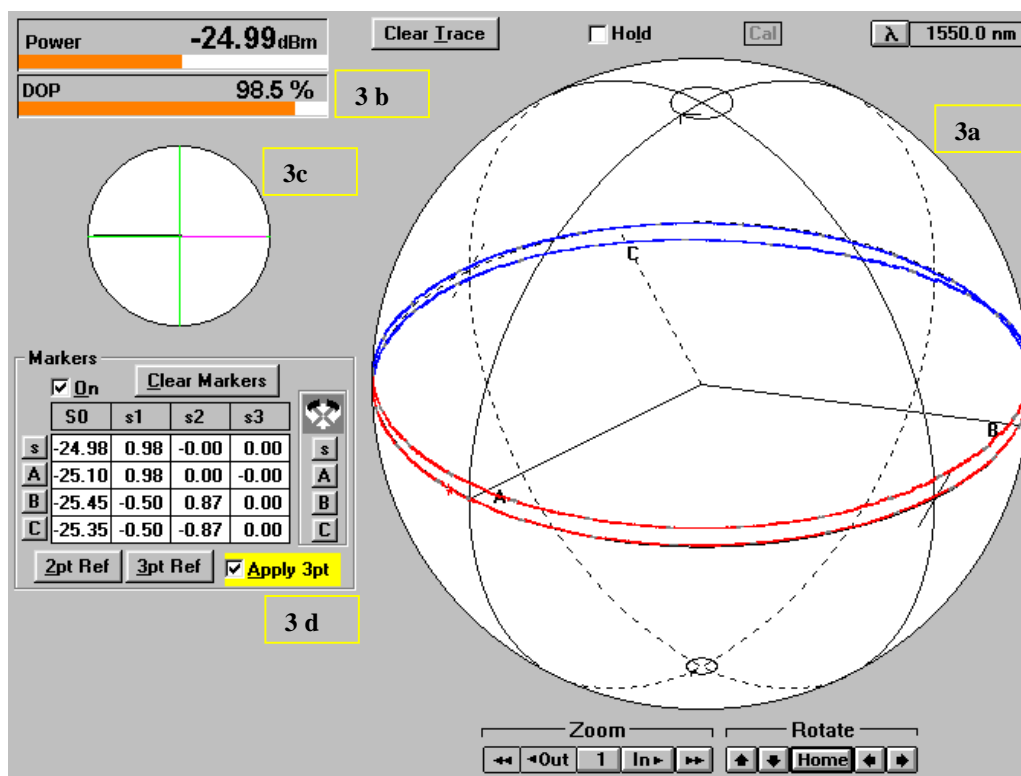 Power -24.99dBm
DOP 98.5 %
3 b
Clear Trace
Hold
Cal
λ 1550.0 nm
3a
3c
C
B
A
Markers
On
Clear Markers
S0 s1 s2 s3
s -24.98 0.98 -0.00 0.00 s
A -25.10 0.98 0.00 -0.00 A
B -25.45 -0.50 0.87 0.00 B
C -25.35 -0.50 -0.87 0.00 C
2pt Ref 3pt Ref Apply 3pt
3 d
Zoom
Out 1 In
Rotate
Home